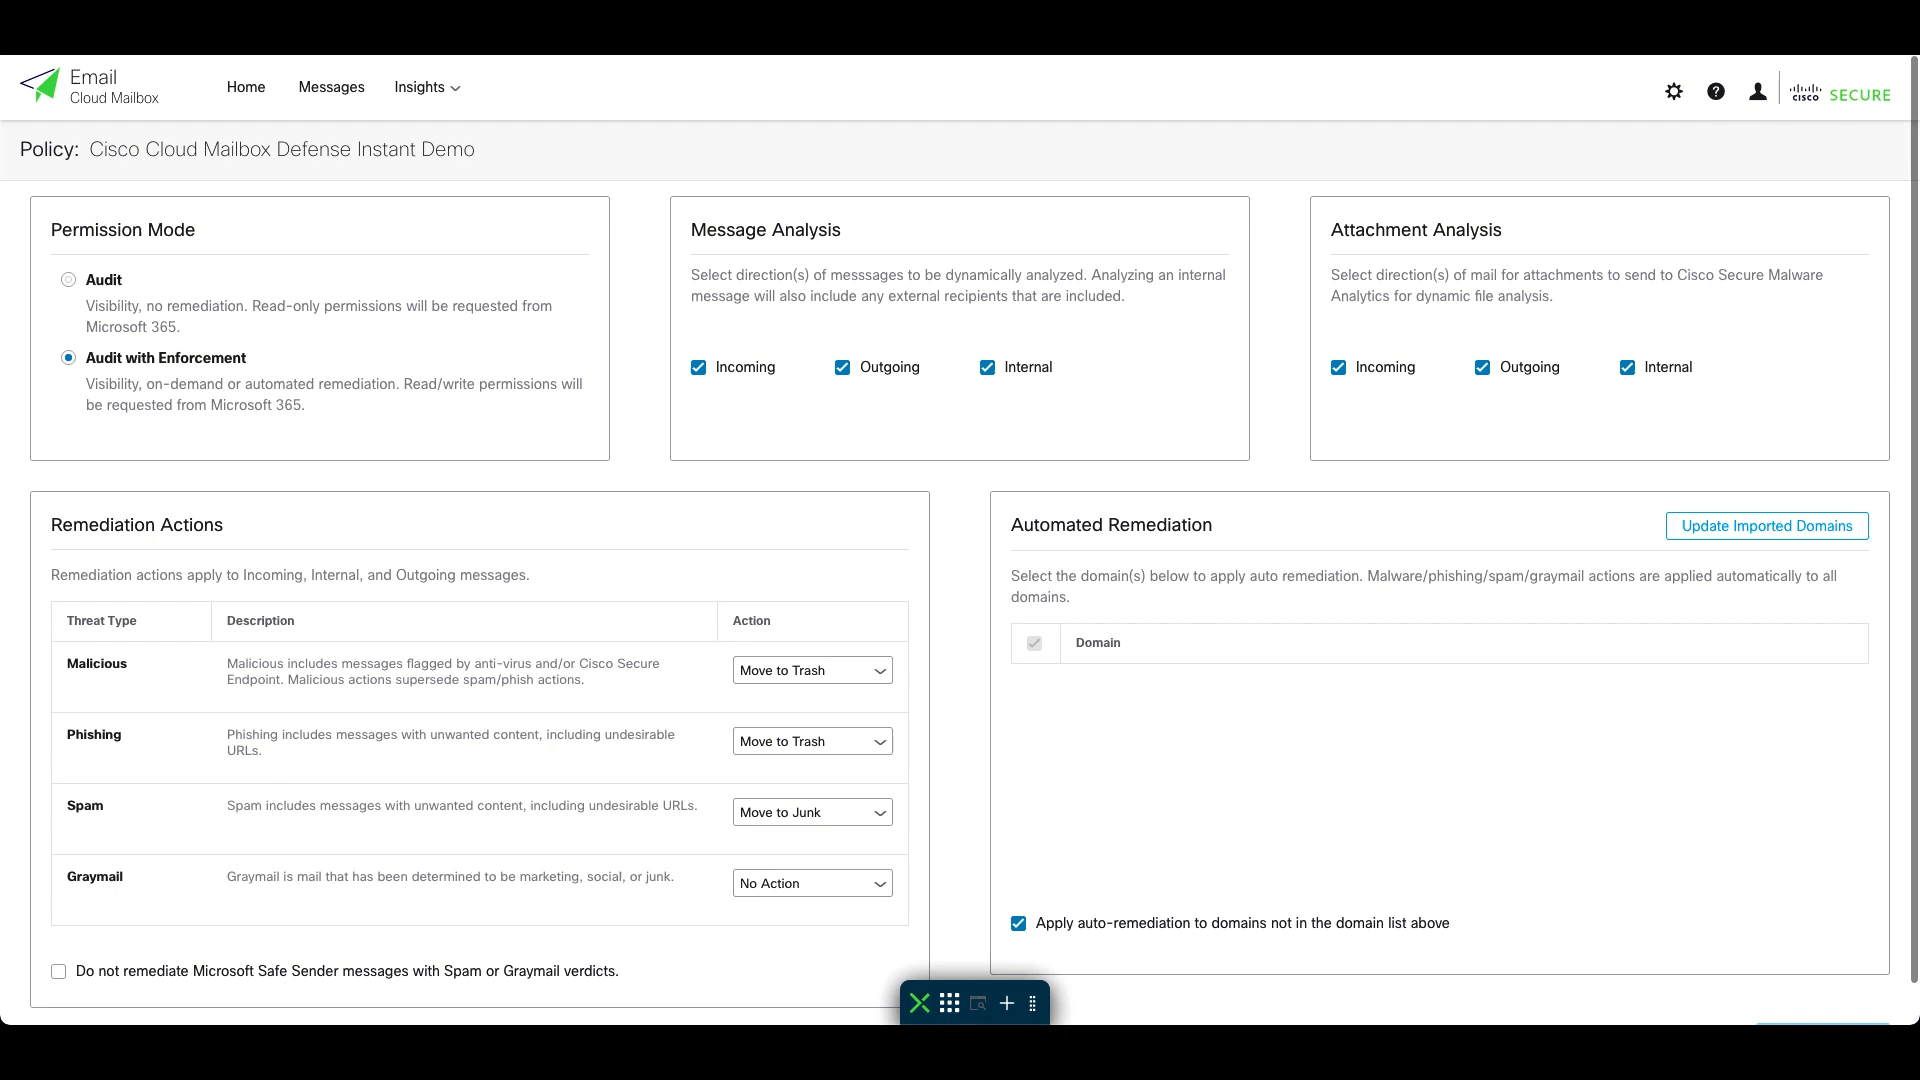 Email
Cloud Mailbox
Home
Messages
Insights
?
CISCO
SECURE
Policy: Cisco Cloud Mailbox Defense Instant Demo
Permission Mode
Audit
Visibility, no remediation. Read-only permissions will be requested from
Microsoft 365.
Audit with Enforcement
Visibility, on-demand or automated remediation. Read/write permissions will
be requested from Microsoft 365.
Message Analysis
Select direction(s) of messsages to be dynamically analyzed. Analyzing an internal
message will also include any external recipients that are included.
Incoming
Outgoing
Internal
Attachment Analysis
Select direction(s) of mail for attachments to send to Cisco Secure Malware
Analytics for dynamic file analysis.
Incoming
Outgoing
Internal
Remediation Actions
Remediation actions apply to Incoming, Internal, and Outgoing messages.
Threat Type
Description
Action
Malicious
Malicious includes messages flagged by anti-virus and/or Cisco Secure
Endpoint. Malicious actions supersede spam/phish actions.
Move to Trash
Phishing
Phishing includes messages with unwanted content, including undesirable
URLs.
Move to Trash
Spam
Spam includes messages with unwanted content, including undesirable URLs.
Move to Junk
Graymail
Graymail is mail that has been determined to be marketing, social, or junk.
No Action
Do not remediate Microsoft Safe Sender messages with Spam or Graymail verdicts.
Automated Remediation
Update Imported Domains
Select the domain(s) below to apply auto remediation. Malware/phishing/spam/graymail actions are applied automatically to all
domains.
Domain
Apply auto-remediation to domains not in the domain list above